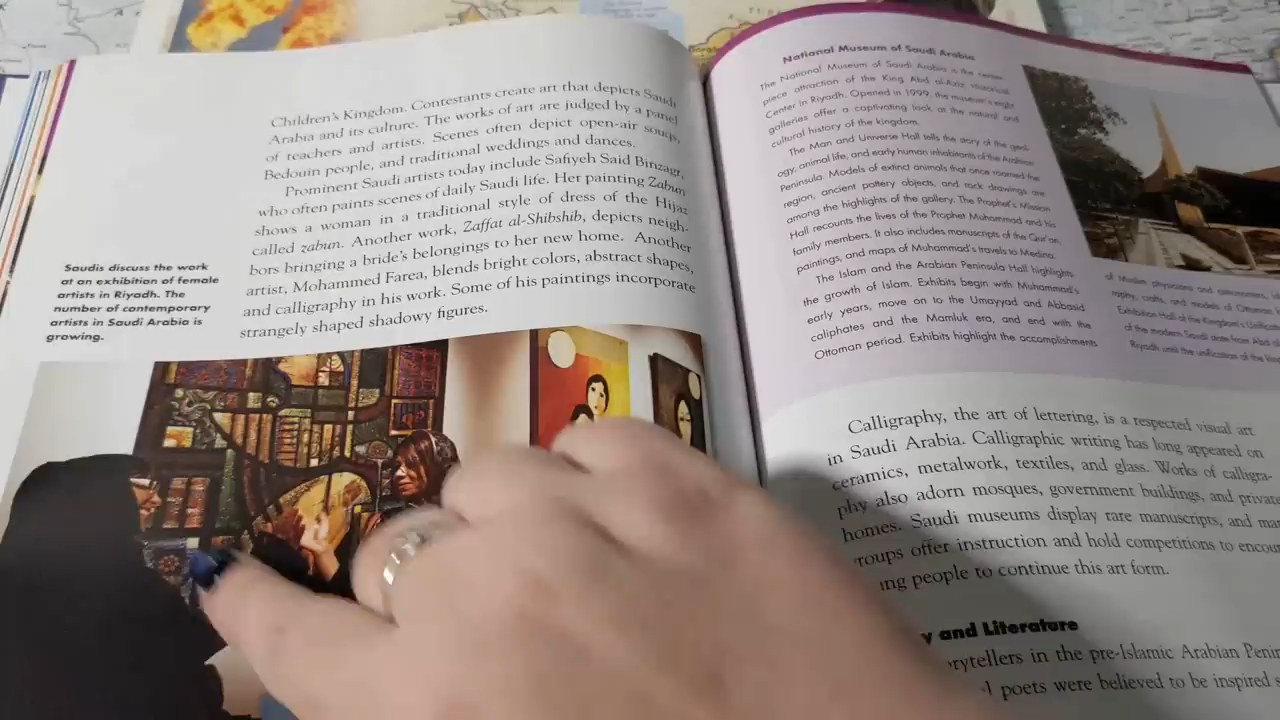 Children's Kingdom. Contestants create art that depicts Saudi
Arabia and its culture. The works of art are judged by a panel
of teachers and artists. Scenes often depict open-air souqs,
Bedouin people, and traditional weddings and dances.
Prominent Saudi artists today include Safiyeh Said Binzagr,
who often paints scenes of daily Saudi life. Her painting Zabun
shows a woman in a traditional style of dress of the Hijaz
called zabun. Another work, Zaffat al-Shibshib, depicts neigh-
bors bringing a bride's belongings to her new home. Another
artist, Mohammed Farea, blends bright colors, abstract shapes,
and calligraphy in his work. Some of his paintings incorporate
strangely shaped shadowy figures.
Saudis discuss the work
at an exhibition of female
artists in Riyadh. The
number of contemporary
artists in Saudi Arabia is
growing.
National Museum of Saudi Arabia
The National Museum of Saudi Arabia is the center-
piece attraction of the King Abd al-Aziz Historical
Center in Riyadh. Opened in 1999, the museum's eight
galleries offer a captivating look at the natural and
cultural history of the kingdom.
The Man and Universe Hall tells the story of the geol-
ogy, animal life, and early human inhabitants of the Arabian
Peninsula. Models of extinct animals that once roamed the
region, ancient pottery objects, and rock drawings are
among the highlights of the gallery. The Prophet's Mission
Hall recounts the lives of the Prophet Muhammad and his
family members. It also includes manuscripts of the Qur'an,
paintings, and maps of Muhammad's travels to Medina.
The Islam and the Arabian Peninsula Hall highlights
the growth of Islam. Exhibits begin with Muhammad's
early years, move on to the Umayyad and Abbasid
caliphates and the Mamluk era, and end with the
Ottoman period. Exhibits highlight the accomplishments
of Muslim physicians and astronomers,
crafts, and models of Ottoman
Exhibition Hall of the Kingdom's
of the modern Saudi state from Abd
Riyadh until the unification of the
Calligraphy, the art of lettering, is a respected visual art
in Saudi Arabia. Calligraphic writing has long appeared on
ceramics, metalwork, textiles, and glass. Works of calligra-
phy also adorn mosques, government buildings, and private
homes. Saudi museums display rare manuscripts, and
roups offer instruction and hold competitions to
ing people to continue this art form.
y and Literature
rytellers in the pre-Islamic Arabian
poets were believed to be inspired